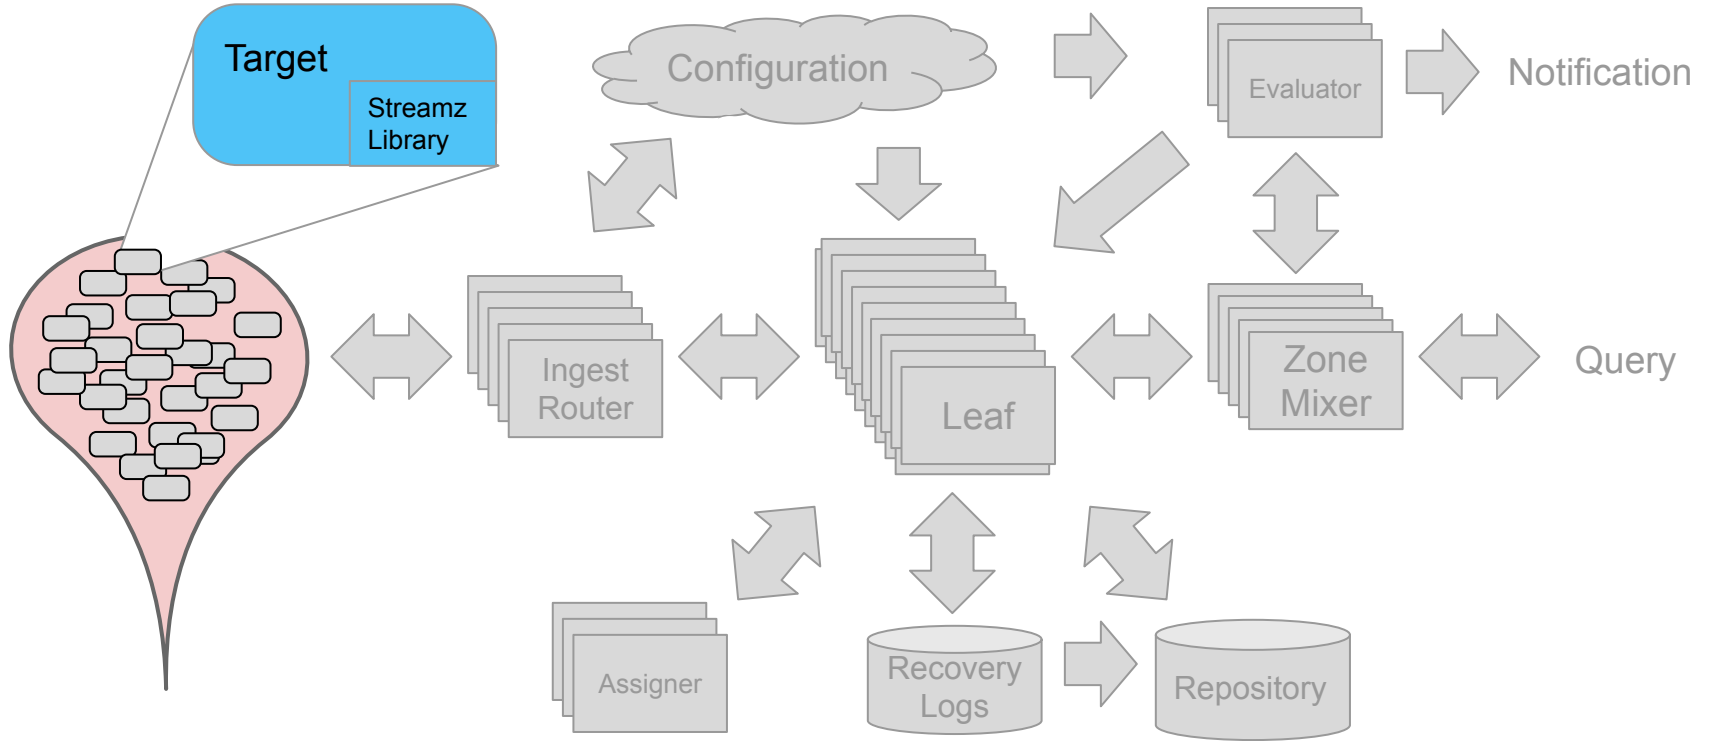 Target
Streamz
Library
Configuration
Evaluator
Notification
Ingest
Router
Leaf
Zone
Mixer
Query
Assigner
Recovery
Logs
Repository